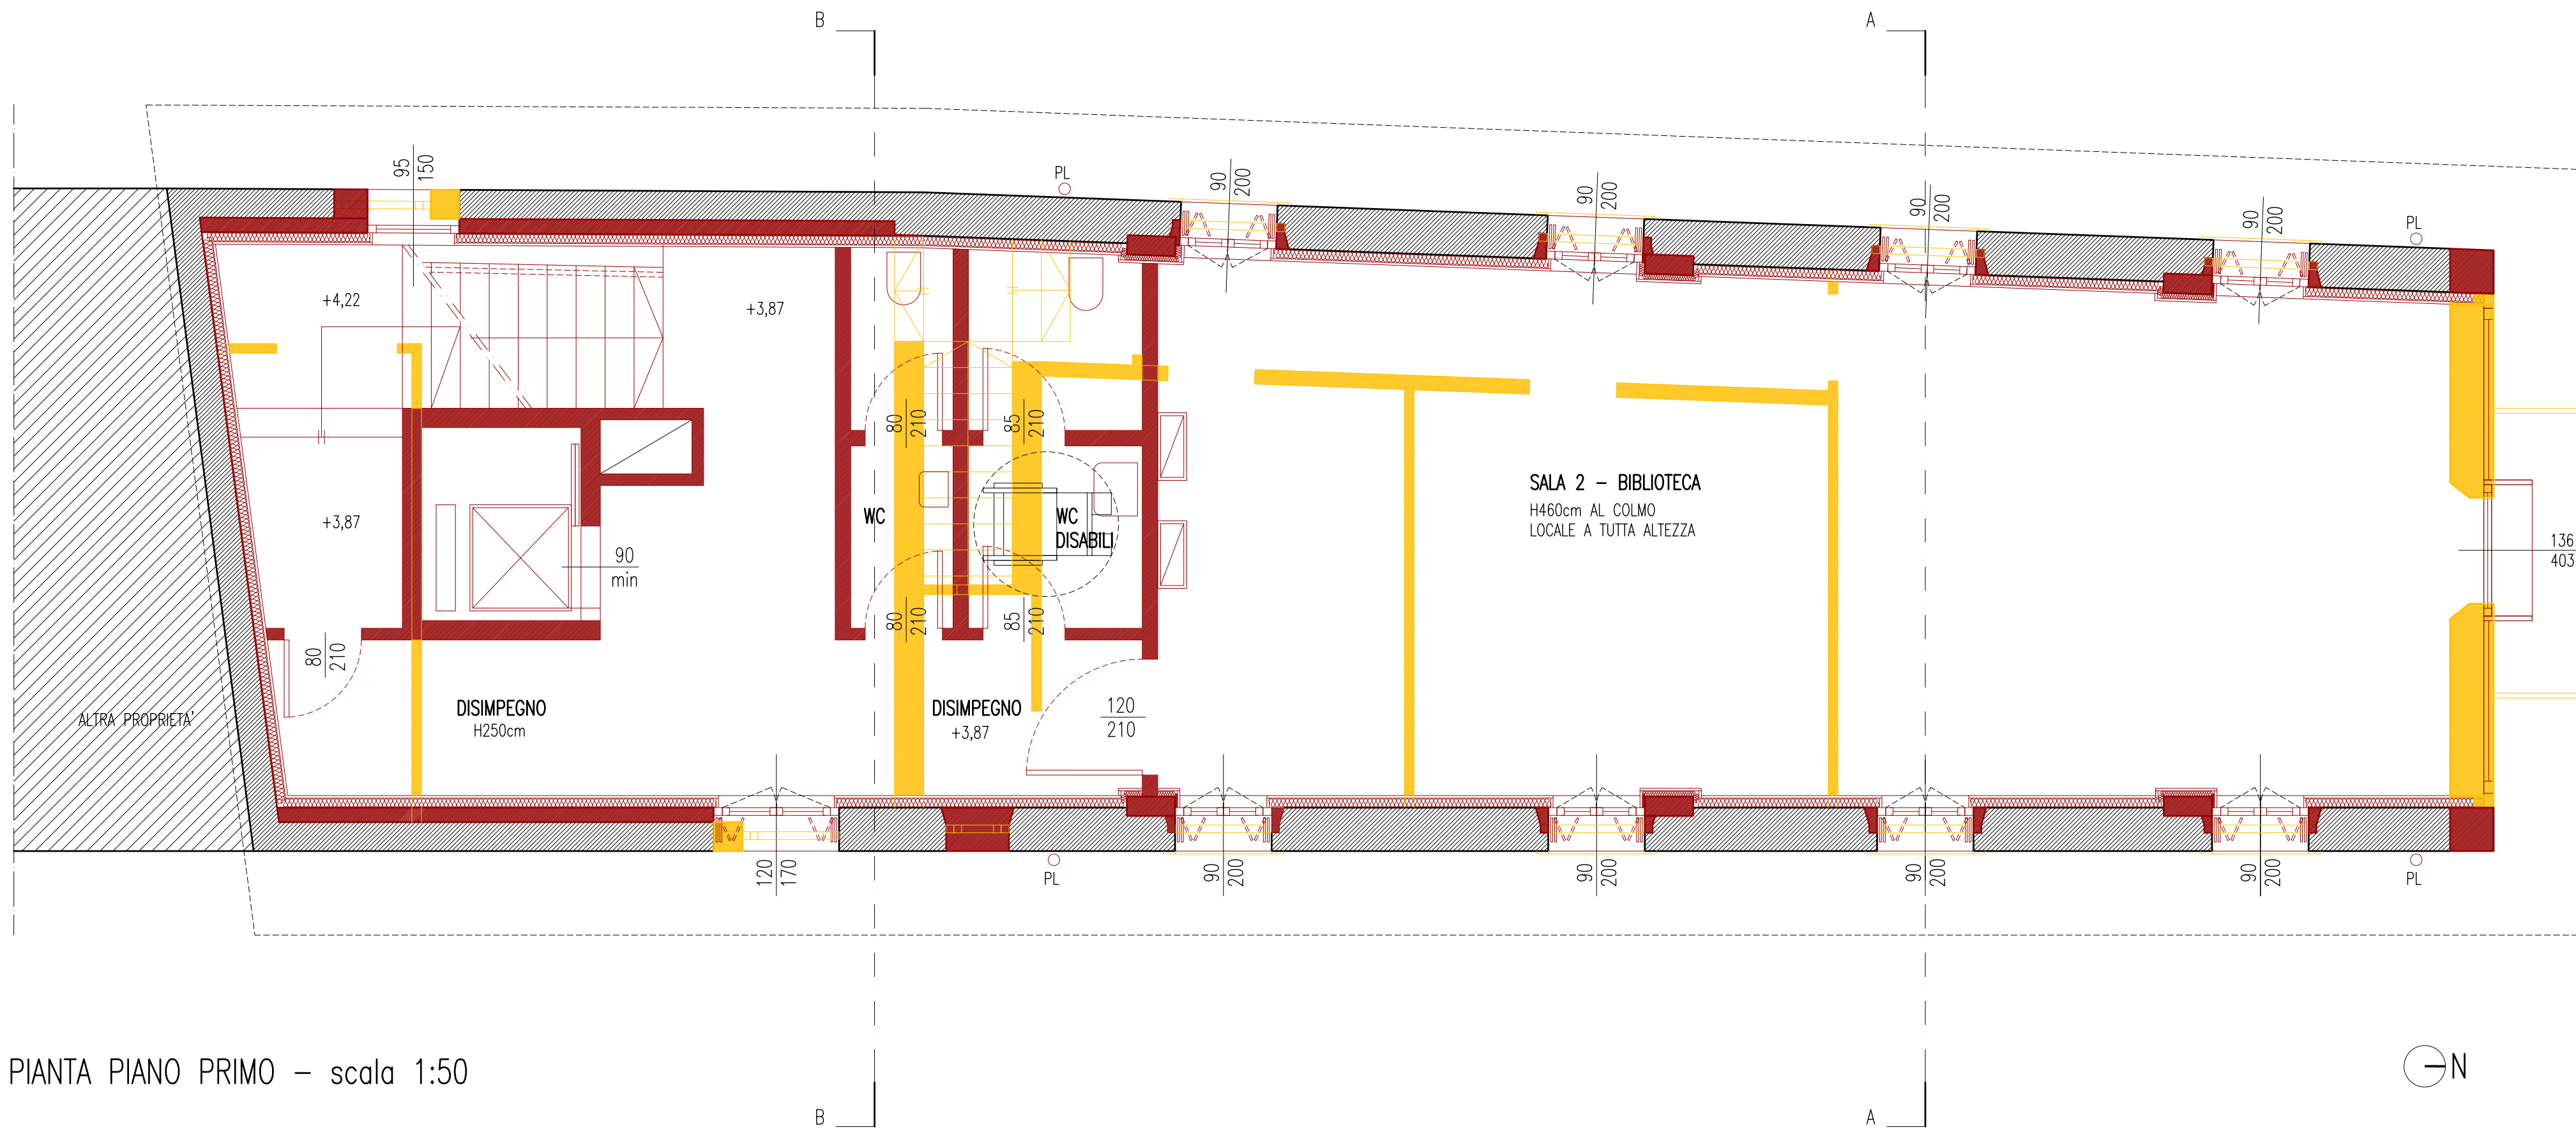 B
A
95
150
PL
90
200
90
200
90
200
90
200
PL
+4,22
+3,87
80
210
85
210
SALA 2 – BIBLIOTECA
H460cm AL COLMO
LOCALE A TUTTA ALTEZZA
+3,87
WC
WC
DISABILI
136
403
90
min
80
210
85
210
80
210
ALTRA PROPRIETA'
DISIMPEGNO
H250cm
DISIMPEGNO
+3,87
120
210
120
170
PL
90
200
90
200
90
200
90
200
PL
PIANTA PIANO PRIMO – scala 1:50
N
B
A